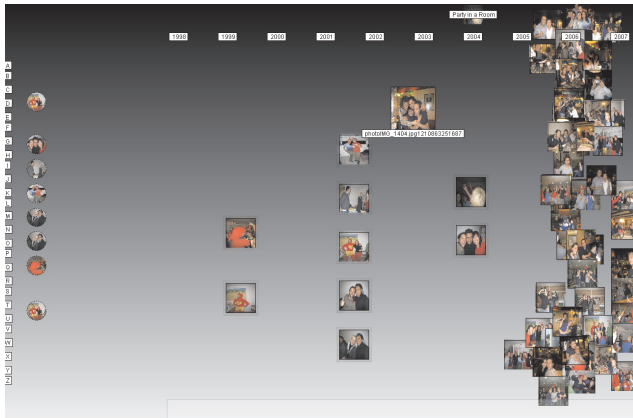 Party in a Room
1998 1999 2000 2001 2002 2003 2004 2005 2006 2007
A
B
C
D
E
F
G
H
I
J
K
L
M
N
O
P
Q
R
S
T
U
V
W
X
Y
Z
photoIMG_1404.jpg1210863251687